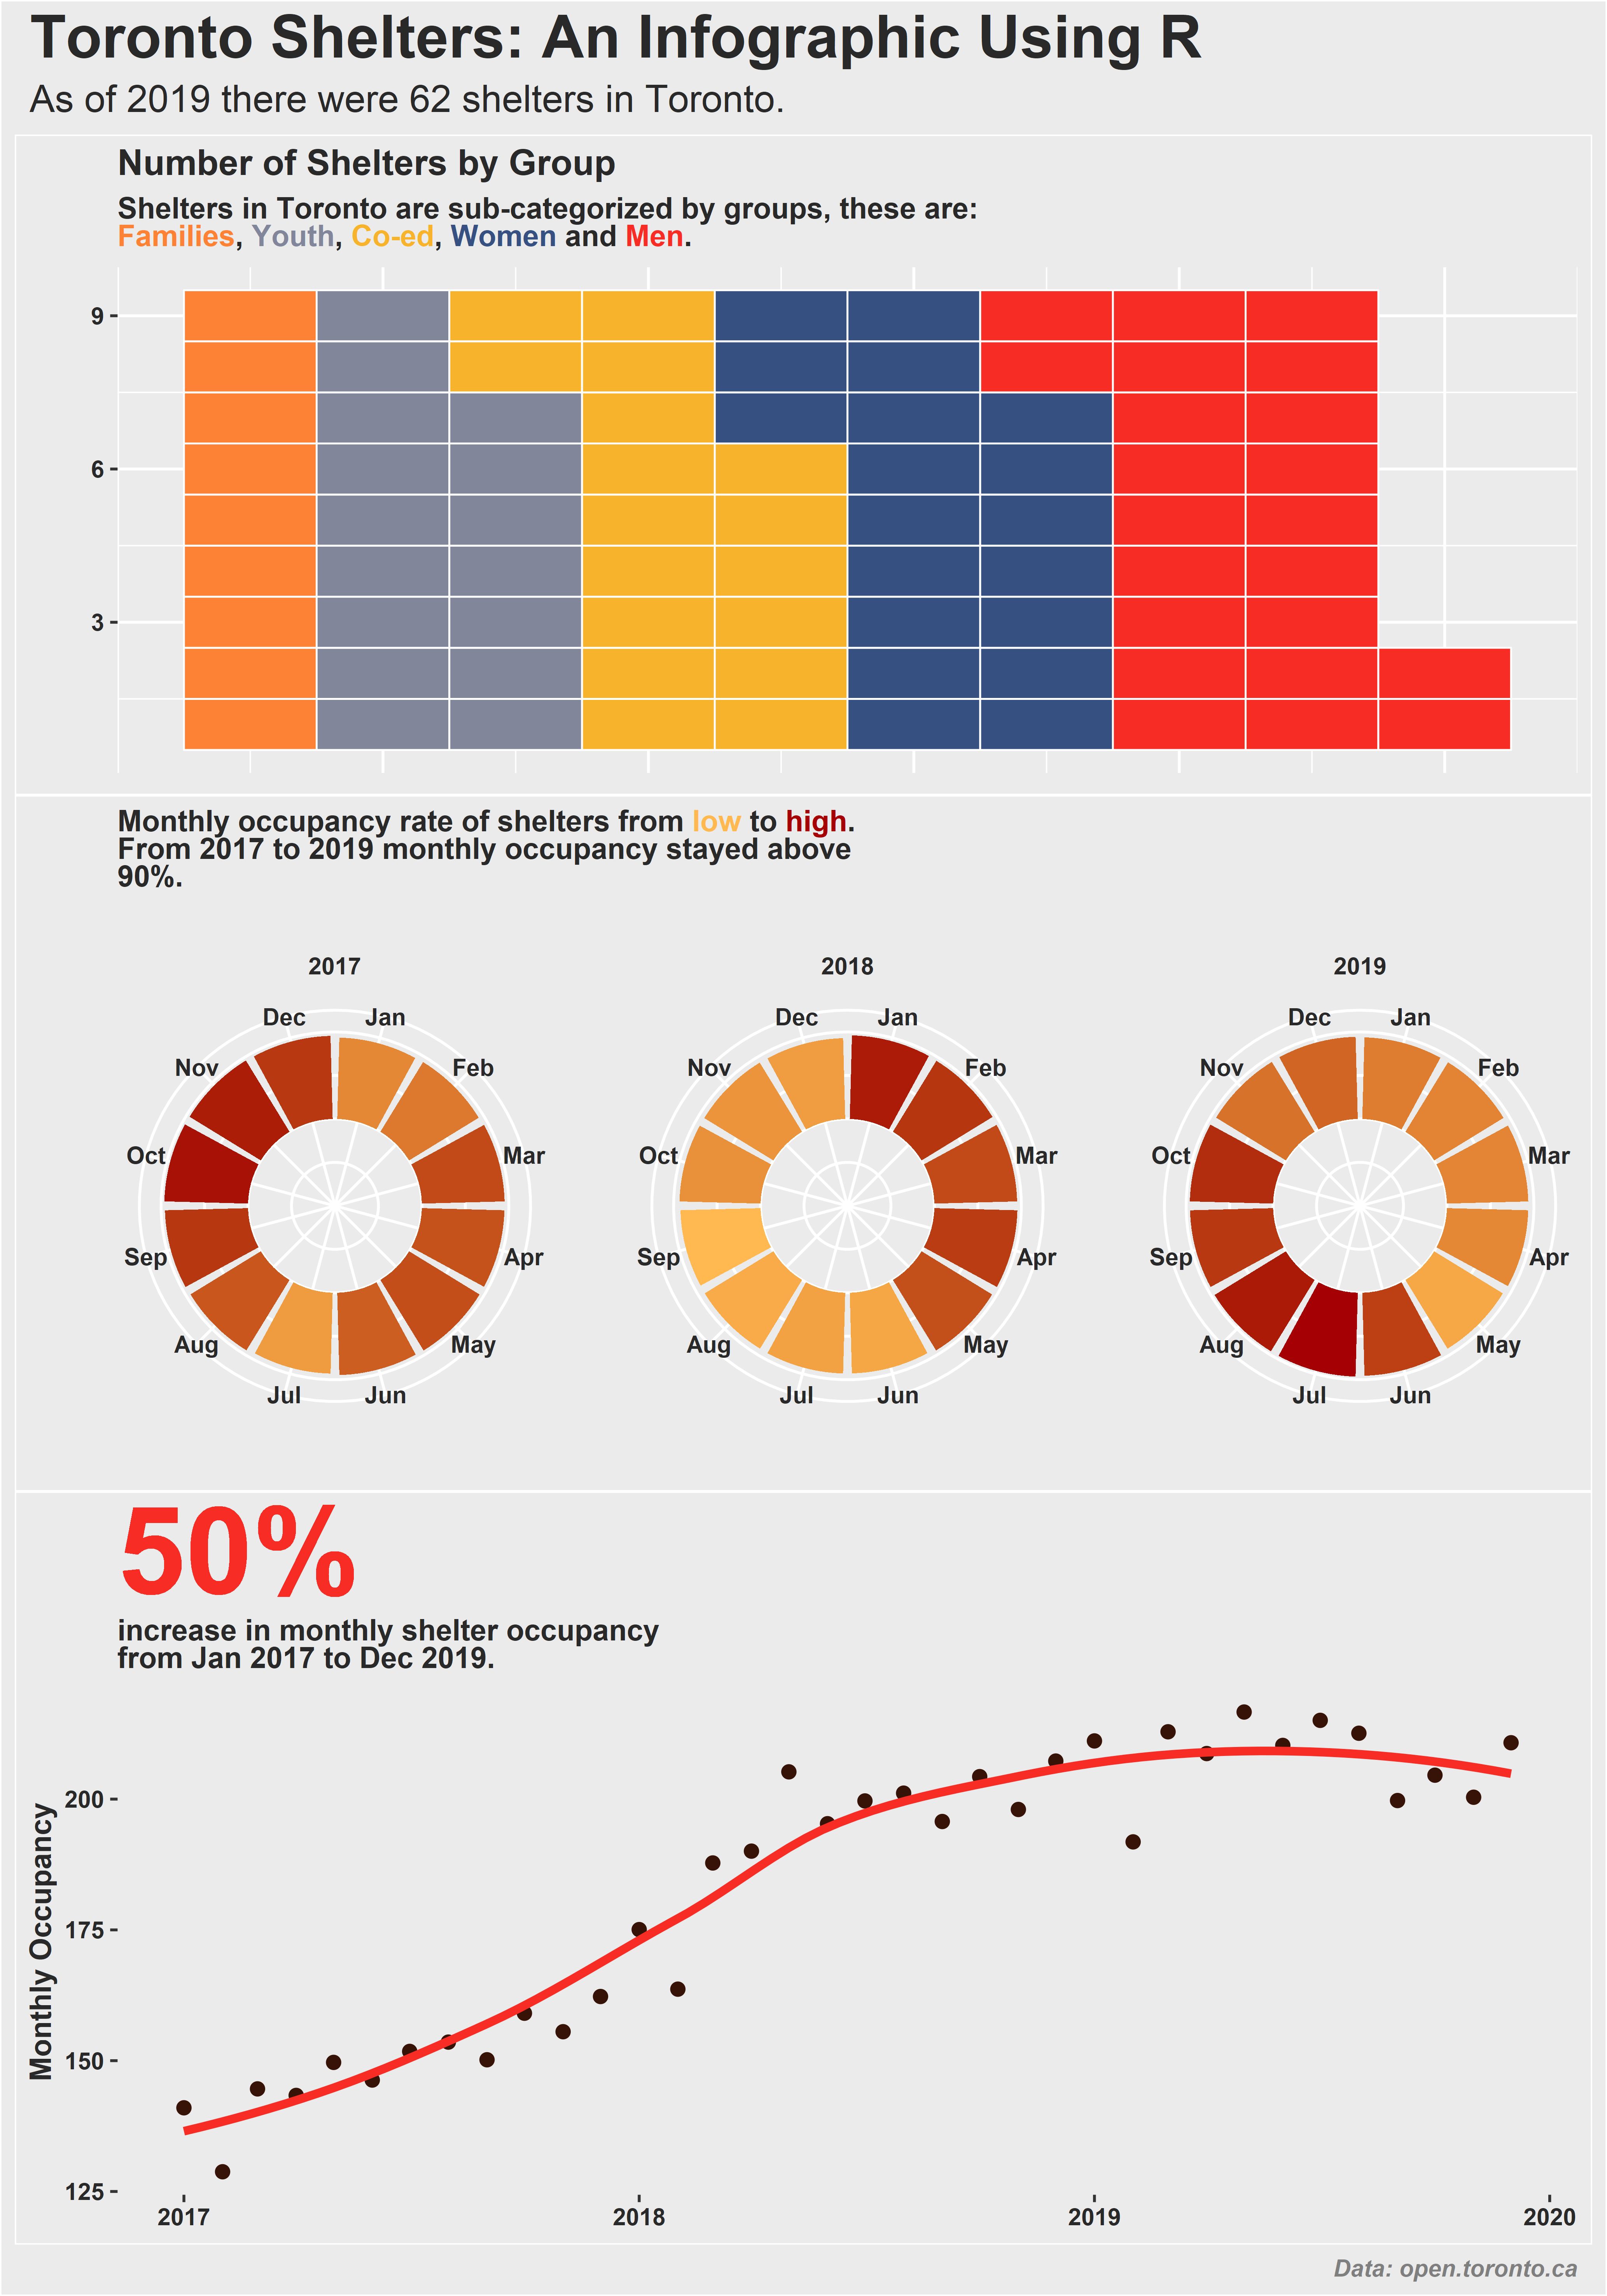 Toronto Shelters: An Infographic Using R
As of 2019 there were 62 shelters in Toronto.
Number of Shelters by Group
Shelters in Toronto are sub-categorized by groups, these are:
Families, Youth, Co-ed, Women and Men.
9
6
3
Monthly occupancy rate of shelters from low to high.
From 2017 to 2019 monthly occupancy stayed above
90%.
2017
Jan
Feb
Mar
Apr
May
Jun
Jul
Aug
Sep
Oct
Nov
Dec
2018
Jan
Feb
Mar
Apr
May
Jun
Jul
Aug
Sep
Oct
Nov
Dec
2019
Jan
Feb
Mar
Apr
May
Jun
Jul
Aug
Sep
Oct
Nov
Dec
50%
increase in monthly shelter occupancy
from Jan 2017 to Dec 2019.
Monthly Occupancy
200
175
150
125
2017
2018
2019
2020
Data: open.toronto.ca